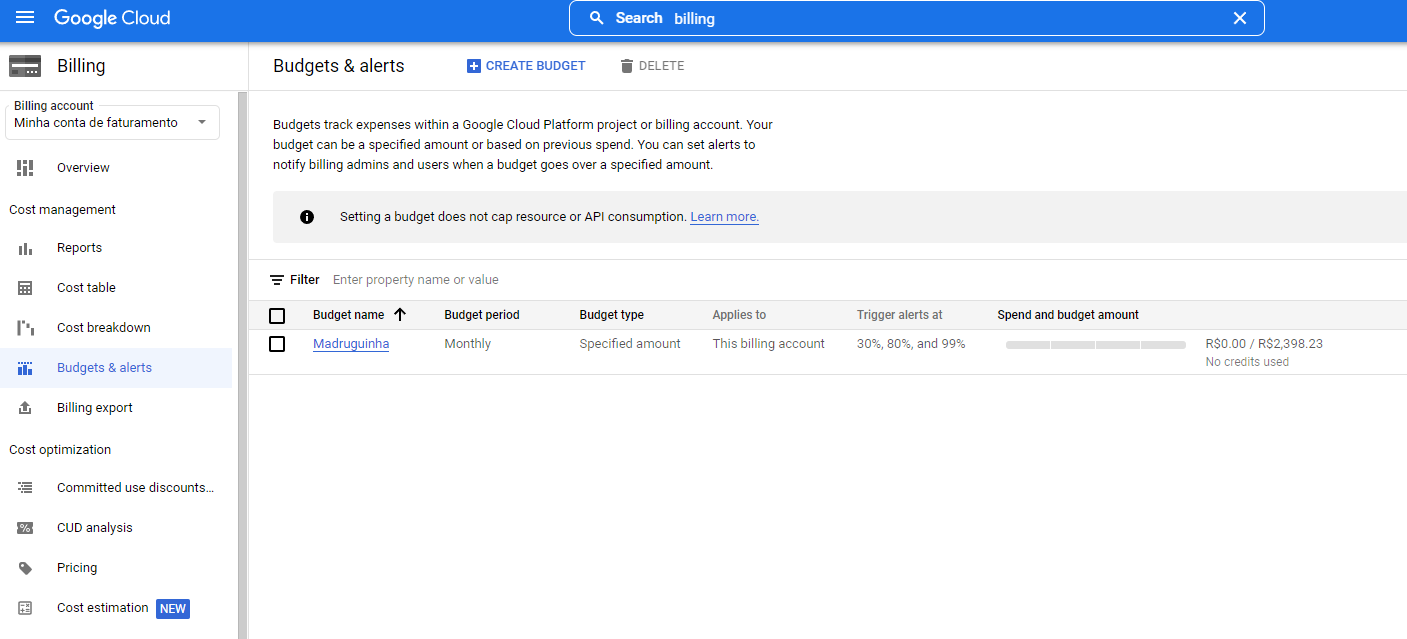 Google Cloud
Search billing
Billing
Billing account
Minha conta de faturamento
Overview
Cost management
Reports
Cost table
Cost breakdown
Budgets & alerts
Billing export
Cost optimization
Committed use discounts...
CUD analysis
Pricing
Cost estimation NEW
Budgets & alerts CREATE BUDGET DELETE
Budgets track expenses within a Google Cloud Platform project or billing account. Your
budget can be a specified amount or based on previous spend. You can set alerts to
notify billing admins and users when a budget goes over a specified amount.
Setting a budget does not cap resource or API consumption. Learn more.
Filter Enter property name or value
Budget name Budget period Budget type Applies to Trigger alerts at Spend and budget amount
Madruguinha Monthly Specified amount This billing account 30%, 80%, and 99% R$0.00 / R$2,398.23
No credits used